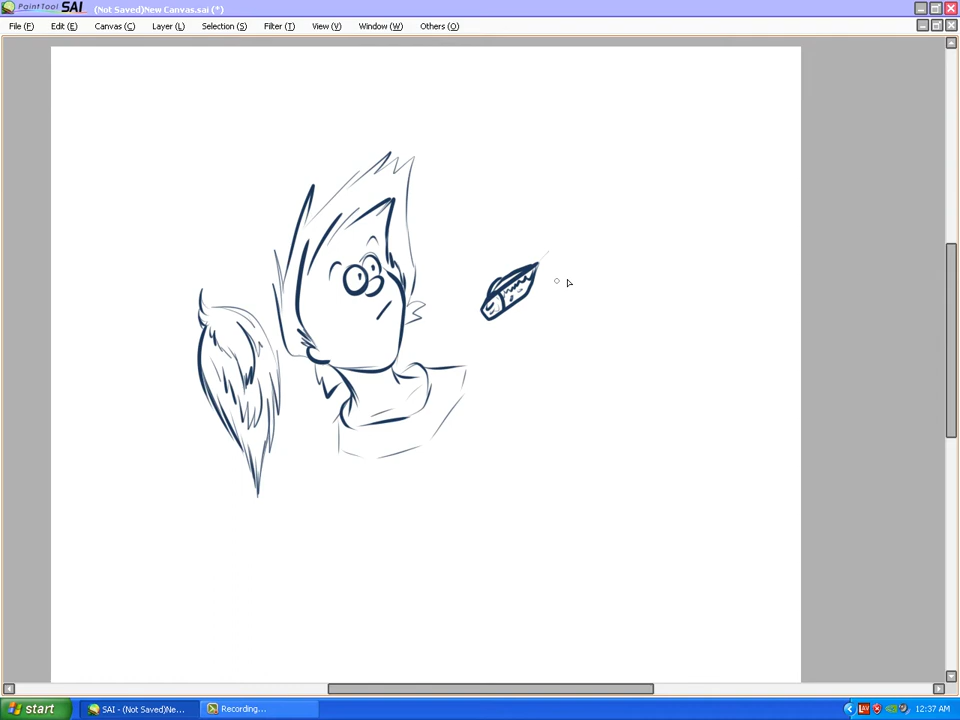 PaintTool SAI (Not Saved)New Canvas.sai (*)
File (F) Edit (E) Canvas (C) Layer (L) Selection (S) Filter (T) View (V) Window (W) Others (O)
start SAI - (Not Saved)Ne... Recording... 12:37 AM